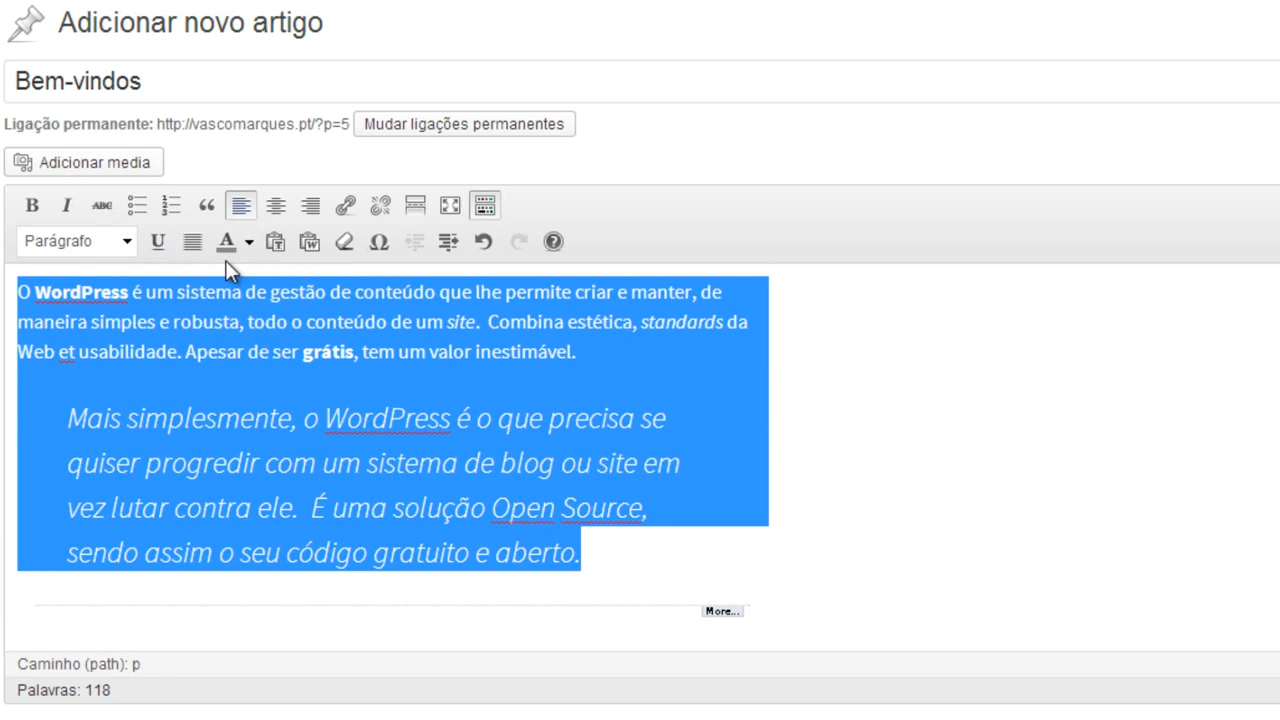 Adicionar novo artigo
Bem-vindos
Ligação permanente: http://vascomarques.pt/?p=5 Mudar ligações permanentes
Adicionar media
B I ABC
Parágrafo U A
O WordPress é um sistema de gestão de conteúdo que lhe permite criar e manter, de
maneira simples e robusta, todo o conteúdo de um site.  Combina estética, standards da
Web et usabilidade. Apesar de ser grátis, tem um valor inestimável.
Mais simplesmente, o WordPress é o que precisa se
quiser progredir com um sistema de blog ou site em
vez lutar contra ele.  É uma solução Open Source,
sendo assim o seu código gratuito e aberto.
More...
Caminho (path): p
Palavras: 118